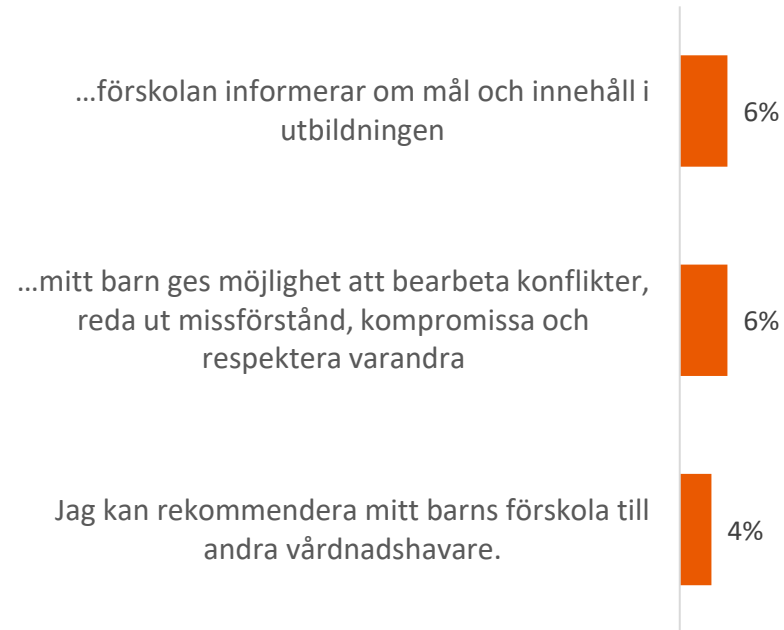 ...förskolan informerar om mål och innehåll i
utbildningen
6%
...mitt barn ges möjlighet att bearbeta konflikter,
reda ut missförstånd, kompromissa och
respektera varandra
6%
Jag kan rekommendera mitt barns förskola till
andra vårdnadshavare.
4%